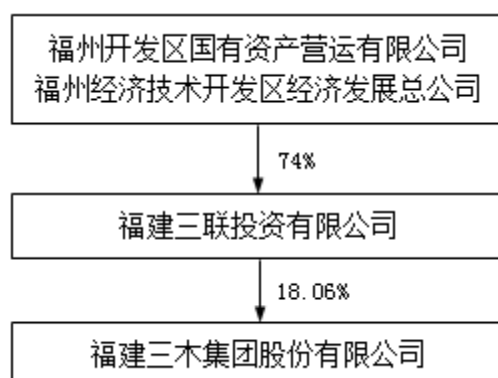 福州开发区国有资产营运有限公司
福州经济技术开发区经济发展总公司
74%
福建三联投资有限公司
18.06%
福建三木集团股份有限公司